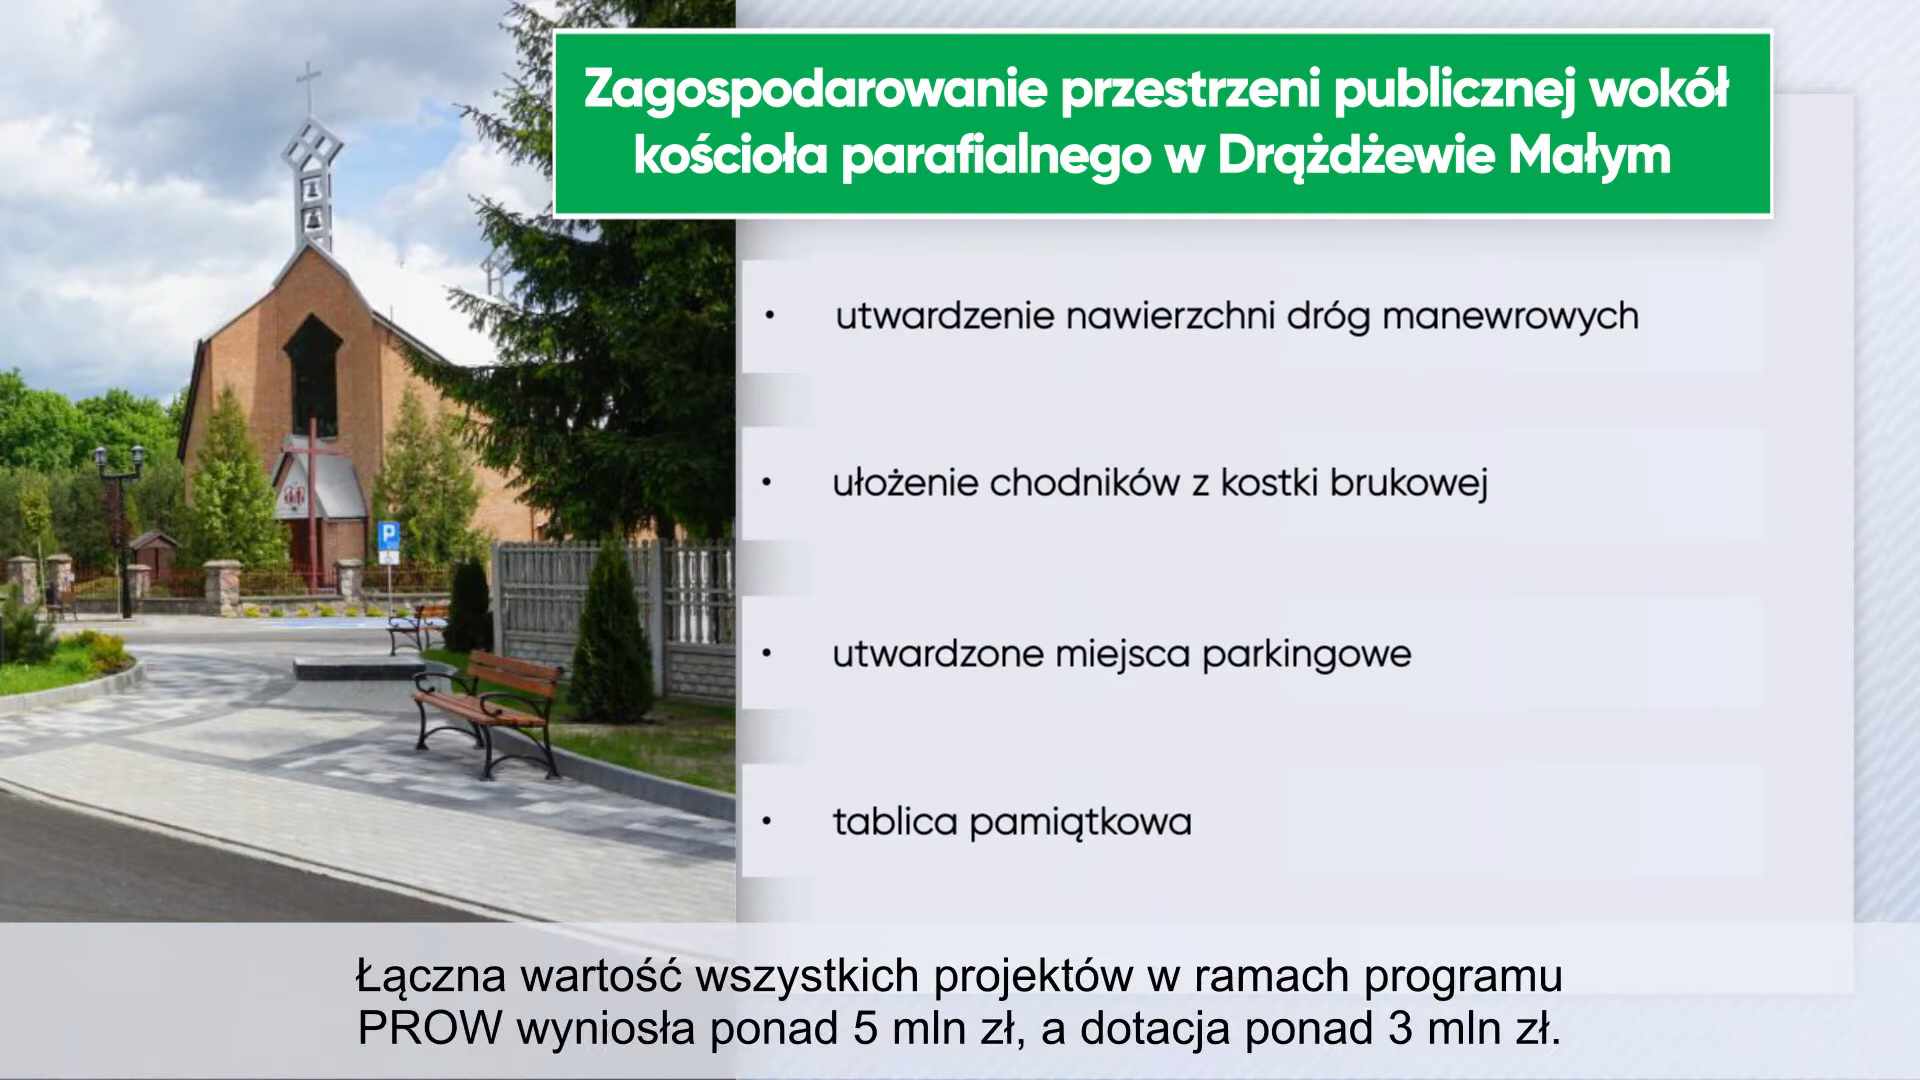 Zagospodarowanie przestrzeni publicznej wokół
kościoła parafialnego w Drążdżewie Małym
• utwardzenie nawierzchni dróg manewrowych
• ułożenie chodników z kostki brukowej
• utwardzone miejsca parkingowe
• tablica pamiątkowa
P
Łączna wartość wszystkich projektów w ramach programu
PROW wyniosła ponad 5 mln zł, a dotacja ponad 3 mln zł.